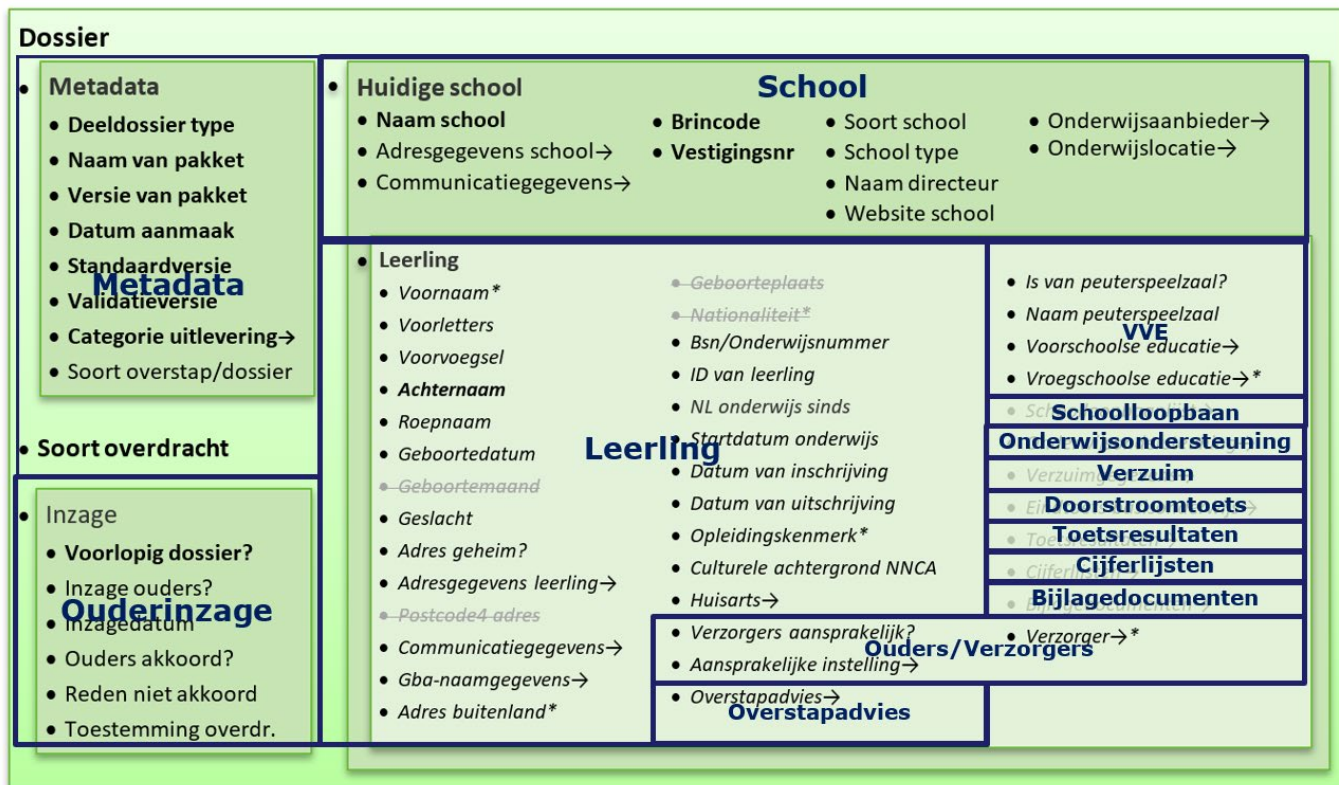 Dossier
Metadata
Deeldossier type
Naam van pakket
Versie van pakket
Datum aanmaak
Standaardversie
Metadata
Validatieversie
Categorie uitlevering→
Soort overstap/dossier
Soort overdracht
Inzage
Voorlopig dossier?
Inzage ouders?
Ouderinzage
Inzagedatum
Ouders akkoord?
Reden niet akkoord
Toestemming overdr.
Huidige school
School
Naam school
Adresgegevens school→
Communicatiegegevens→
Brincode
Vestigingsnr
Soort school
School type
Naam directeur
Website school
Onderwijsaanbieder→
Onderwijslocatie→
Leerling
Voornaam*
Voorletters
Voorvoegsel
Achternaam
Roepnaam
Geboortedatum
Geboortemaand
Geslacht
Adres geheim?
Adresgegevens leerling→
Postcode4 adres
Communicatiegegevens→
Gba-naamgegevens→
Adres buitenland*
Leerling
Geboorteplaats
Nationaliteit*
Bsn/Onderwijsnummer
ID van leerling
NL onderwijs sinds
Startdatum onderwijs
Datum van inschrijving
Datum van uitschrijving
Opleidingskenmerk*
Culturele achtergrond NNCA
Huisarts→
Verzorgers aansprakelijk?
Aansprakelijke instelling→
Overstapadvies→
Overstapadvies
Is van peuterspeelzaal?
Naam peuterspeelzaal
VVE
Voorschoolse educatie→
Vroegschoolse educatie→*
Schoolloopbaan
Onderwijsondersteuning
Verzuim
Doorstroomtoets
Toetsresultaten
Toetsresultaten→
Cijferlijsten
Cijferlijsten→
Bijlagedocumenten
Bijlagedocumenten→
Verzorger→*
Ouders/Verzorgers